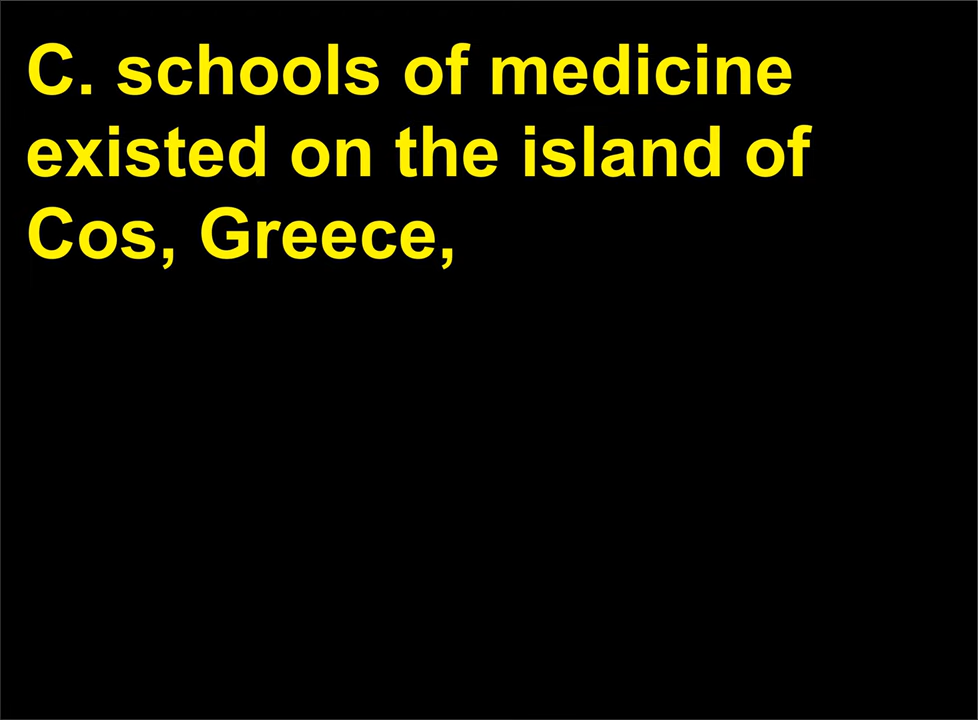 C. schools of medicine
existed on the island of
Cos, Greece,